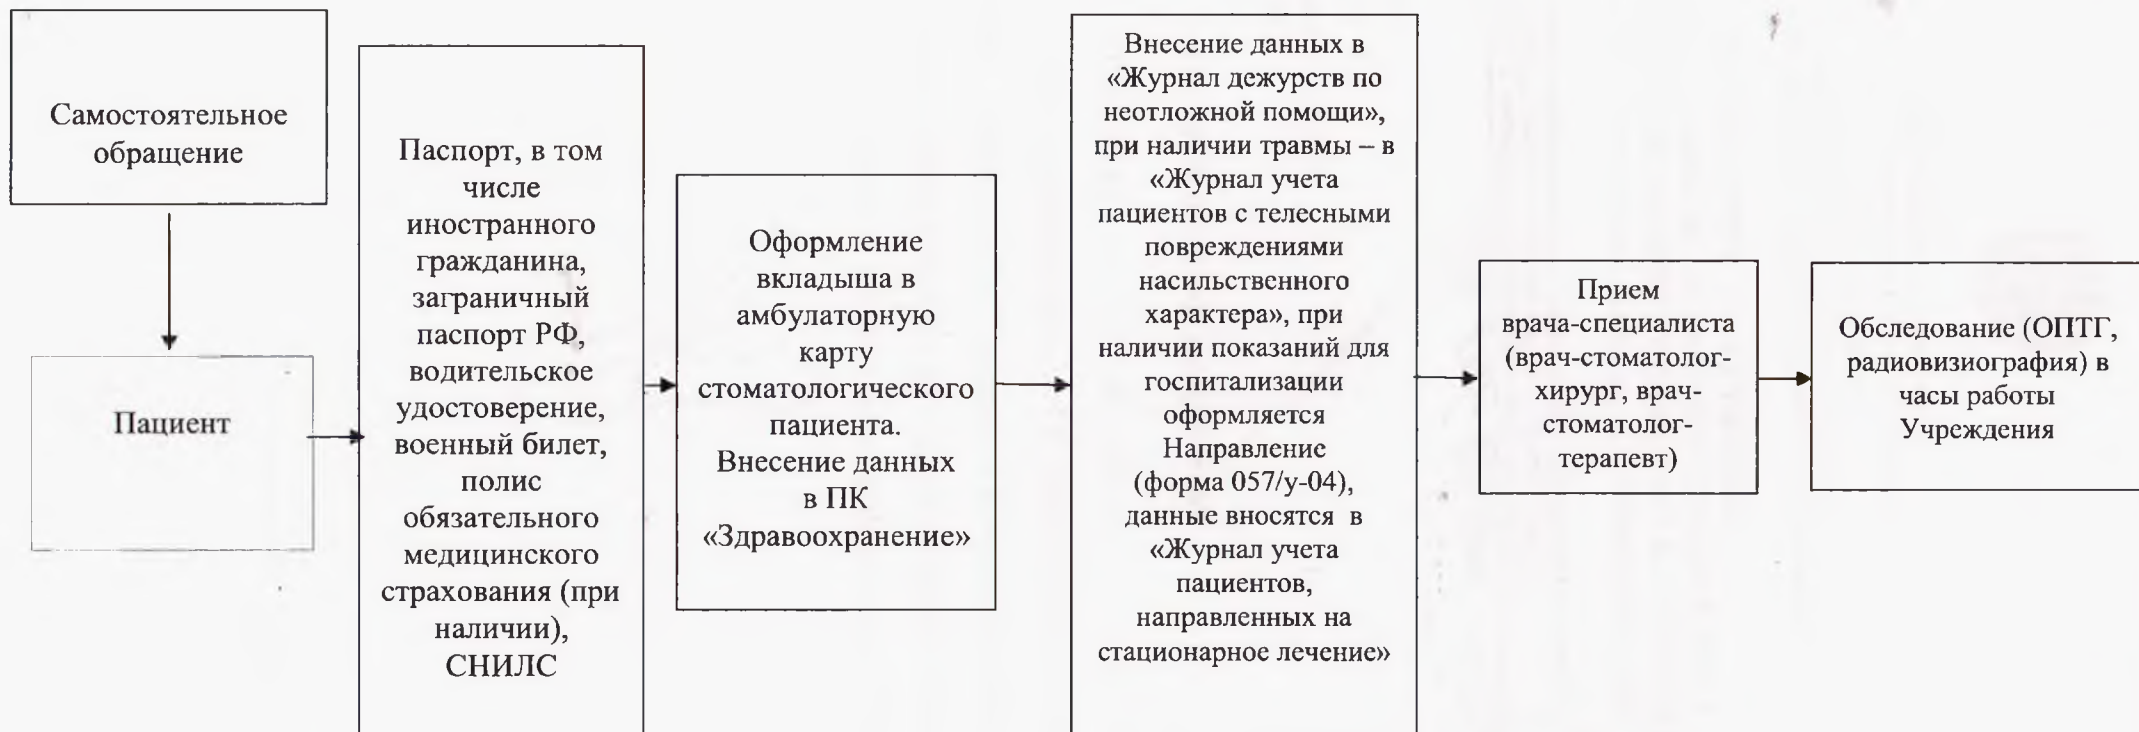 Самостоятельное
обращение
Пациент
Паспорт, в том
числе
иностранного
гражданина,
заграничный
паспорт РФ,
водительское
удостоверение,
военный билет,
полис
обязательного
медицинского
страхования (при
наличии),
СНИЛС
Оформление
вкладыша в
амбулаторную
карту
стоматологического
пациента.
Внесение данных
в ПК
«Здравоохранение»
Внесение данных в
«Журнал дежурств по
неотложной помощи»,
при наличии травмы – в
«Журнал учета
пациентов с телесными
повреждениями
насильственного
характера», при
наличии показаний для
госпитализации
оформляется
Направление
(форма 057/у-04),
данные вносятся в
«Журнал учета
пациентов,
направленных на
стационарное лечение»
Прием
врача-специалиста
(врач-стоматолог-
хирург, врач-
стоматолог-
терапевт)
Обследование (ОПТГ,
радиовизиография) в
часы работы
Учреждения